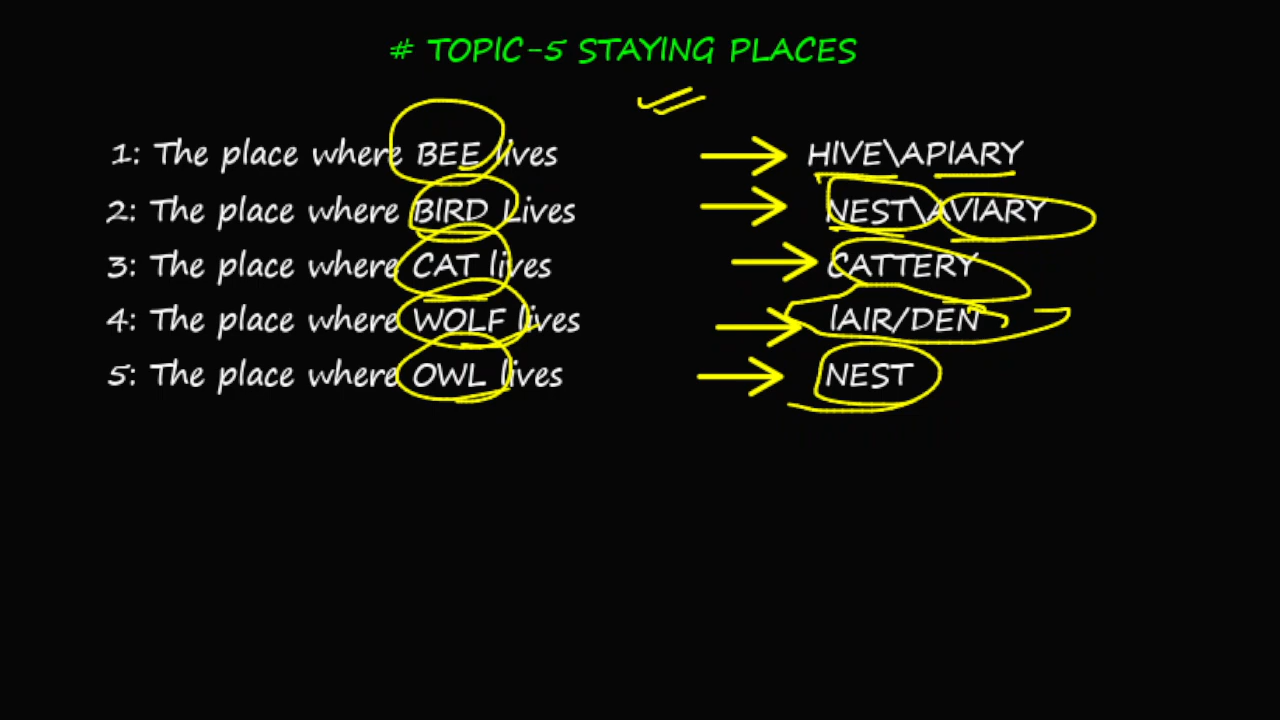 # TOPIC-5 STAYING PLACES
1: The place where BEE lives HIVE\APIARY
2: The place where BIRD Lives NEST\AVIARY
3: The place where CAT lives CATTERY
4: The place where WOLF lives lAIR/DEN
5: The place where OWL lives NEST